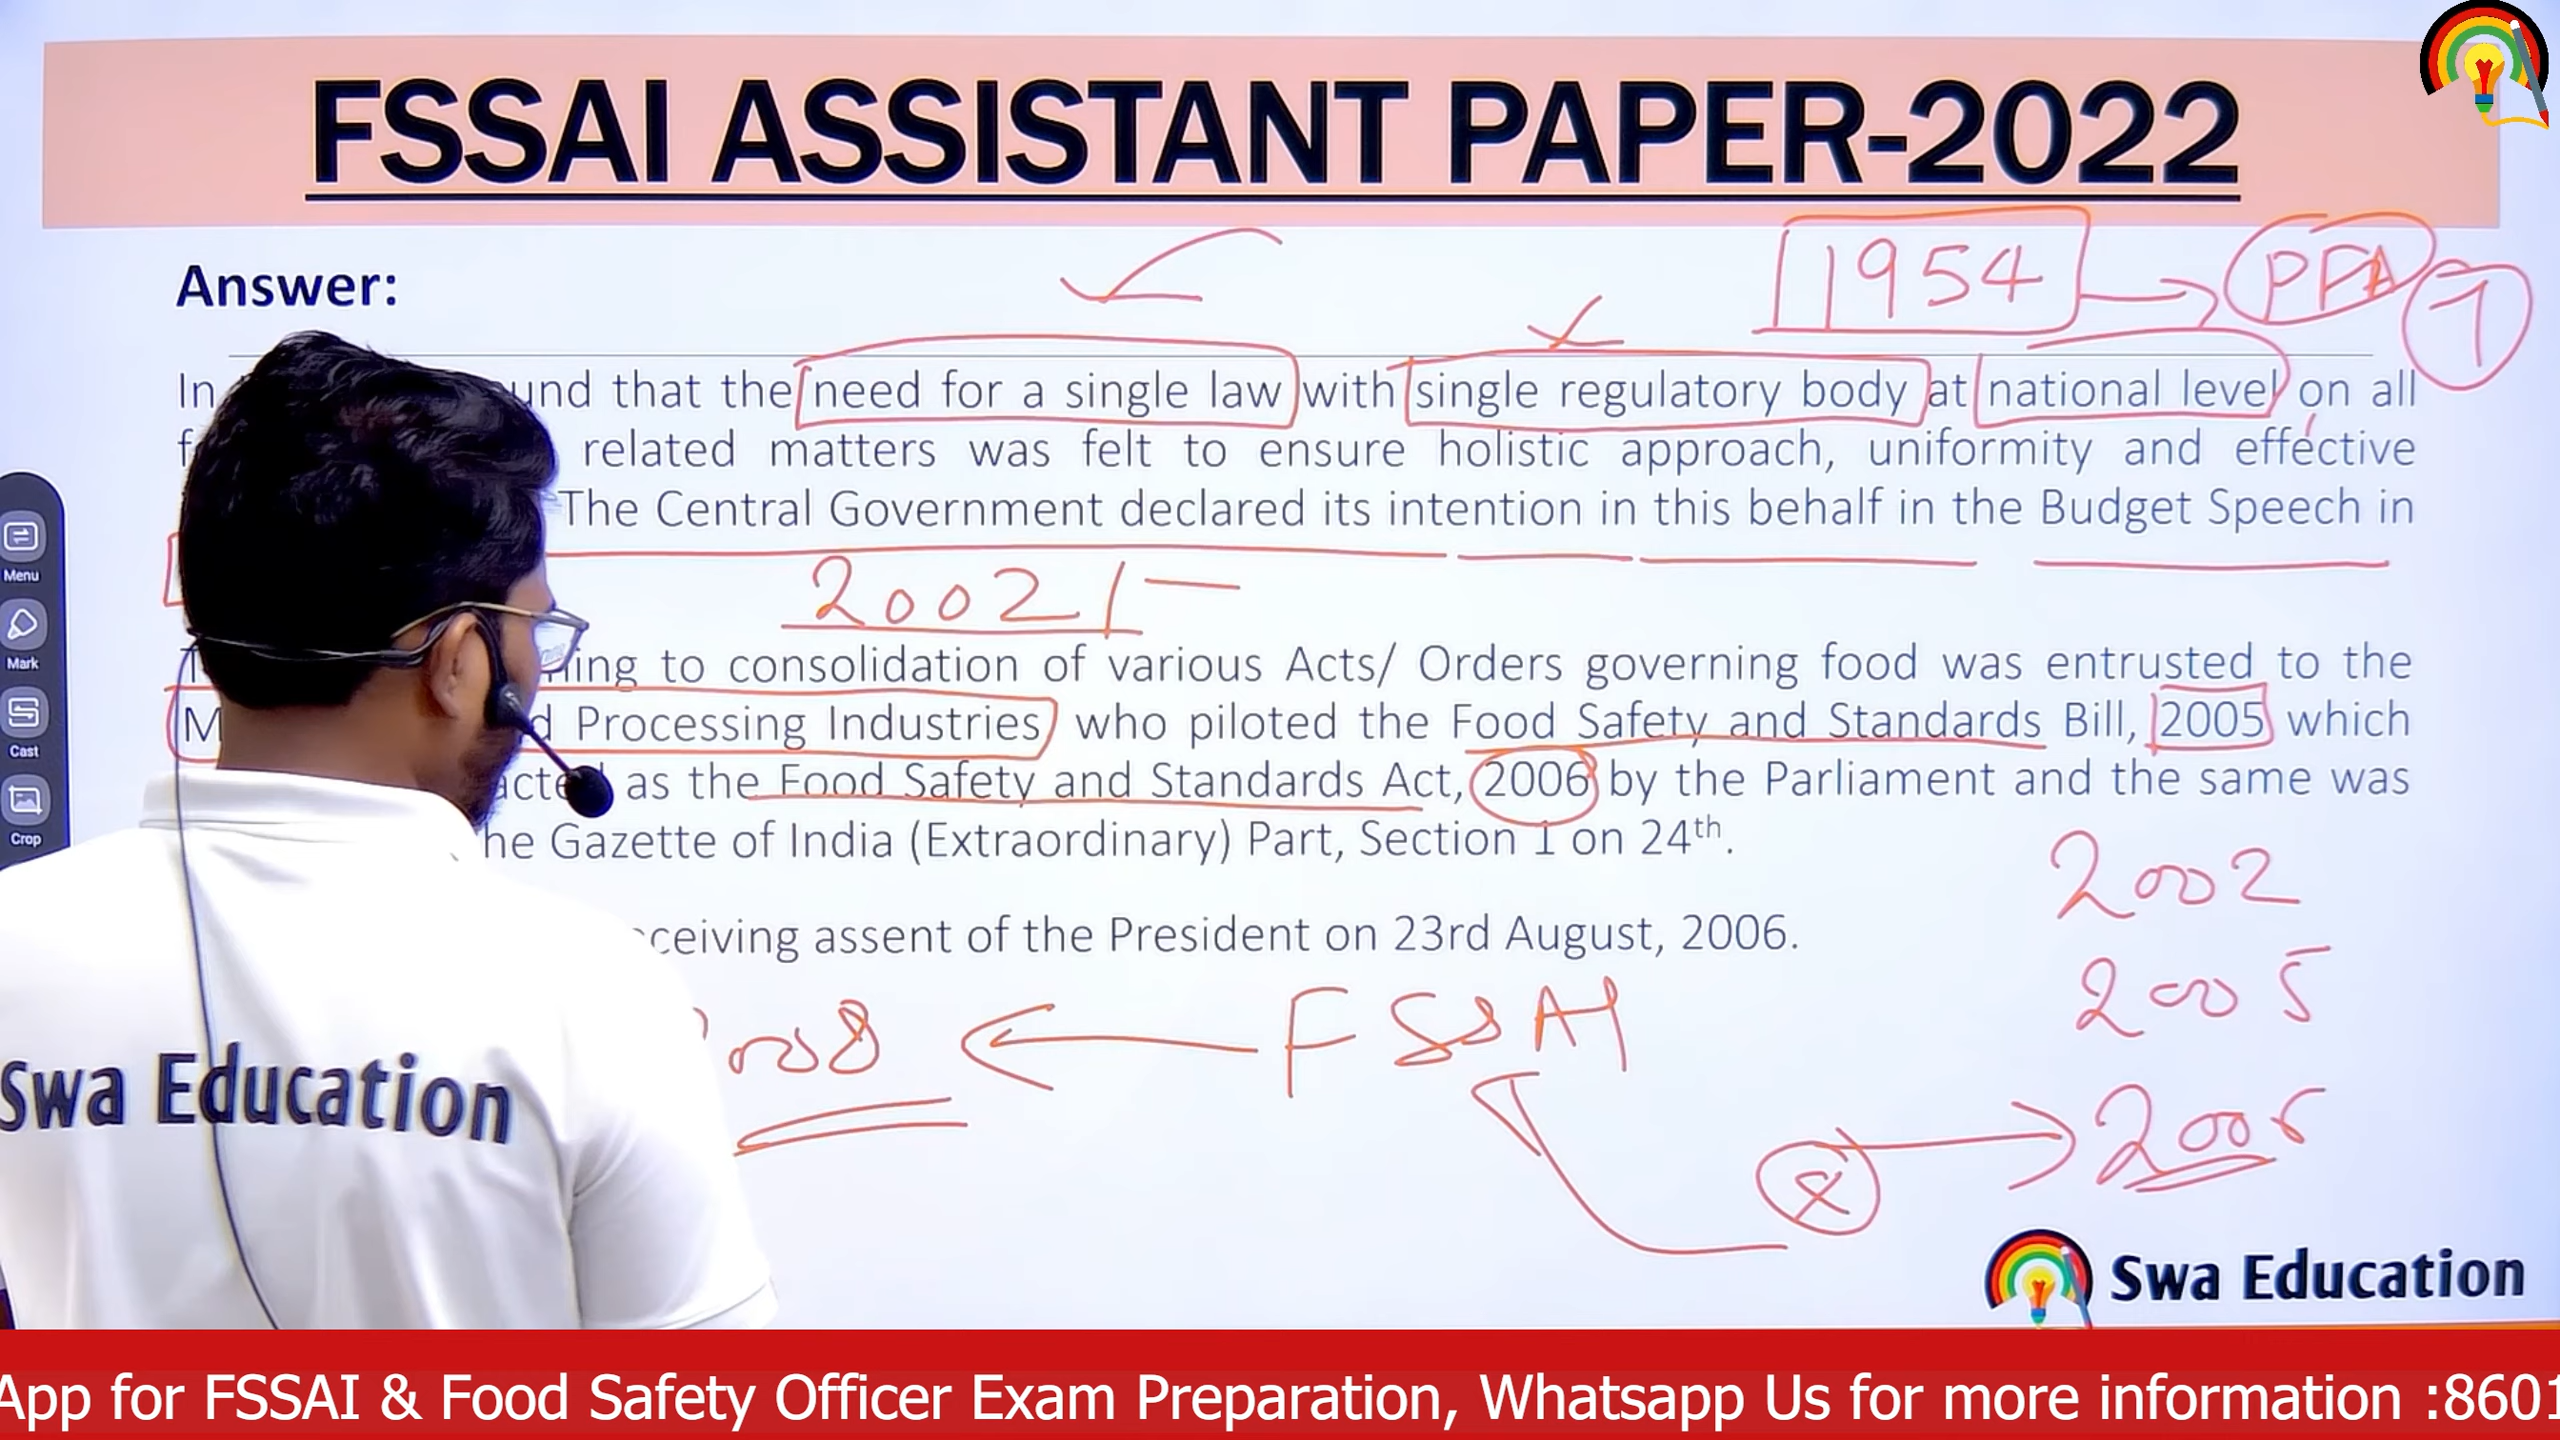 FSSAI ASSISTANT PAPER-2022
Answer:
1954
PFA
7
In und that the need for a single law with single regulatory body at national level on all
related matters was felt to ensure holistic approach, uniformity and effective
The Central Government declared its intention in this behalf in the Budget Speech in
2002/-
ning to consolidation of various Acts/ Orders governing food was entrusted to the
M d Processing Industries who piloted the Food Safety and Standards Bill, 2005 which
acted as the Food Safety and Standards Act, 2006 by the Parliament and the same was
he Gazette of India (Extraordinary) Part, Section 1 on 24th.
2002
ceiving assent of the President on 23rd August, 2006.
2005
2008
FSSAI
2006
Menu
Mark
Cast
Crop
Swa Education
Swa Education
App for FSSAI & Food Safety Officer Exam Preparation, Whatsapp Us for more information :8601